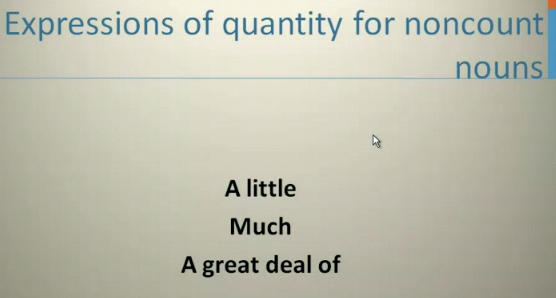 Expressions of quantity for noncount
nouns
A little
Much
A great deal of